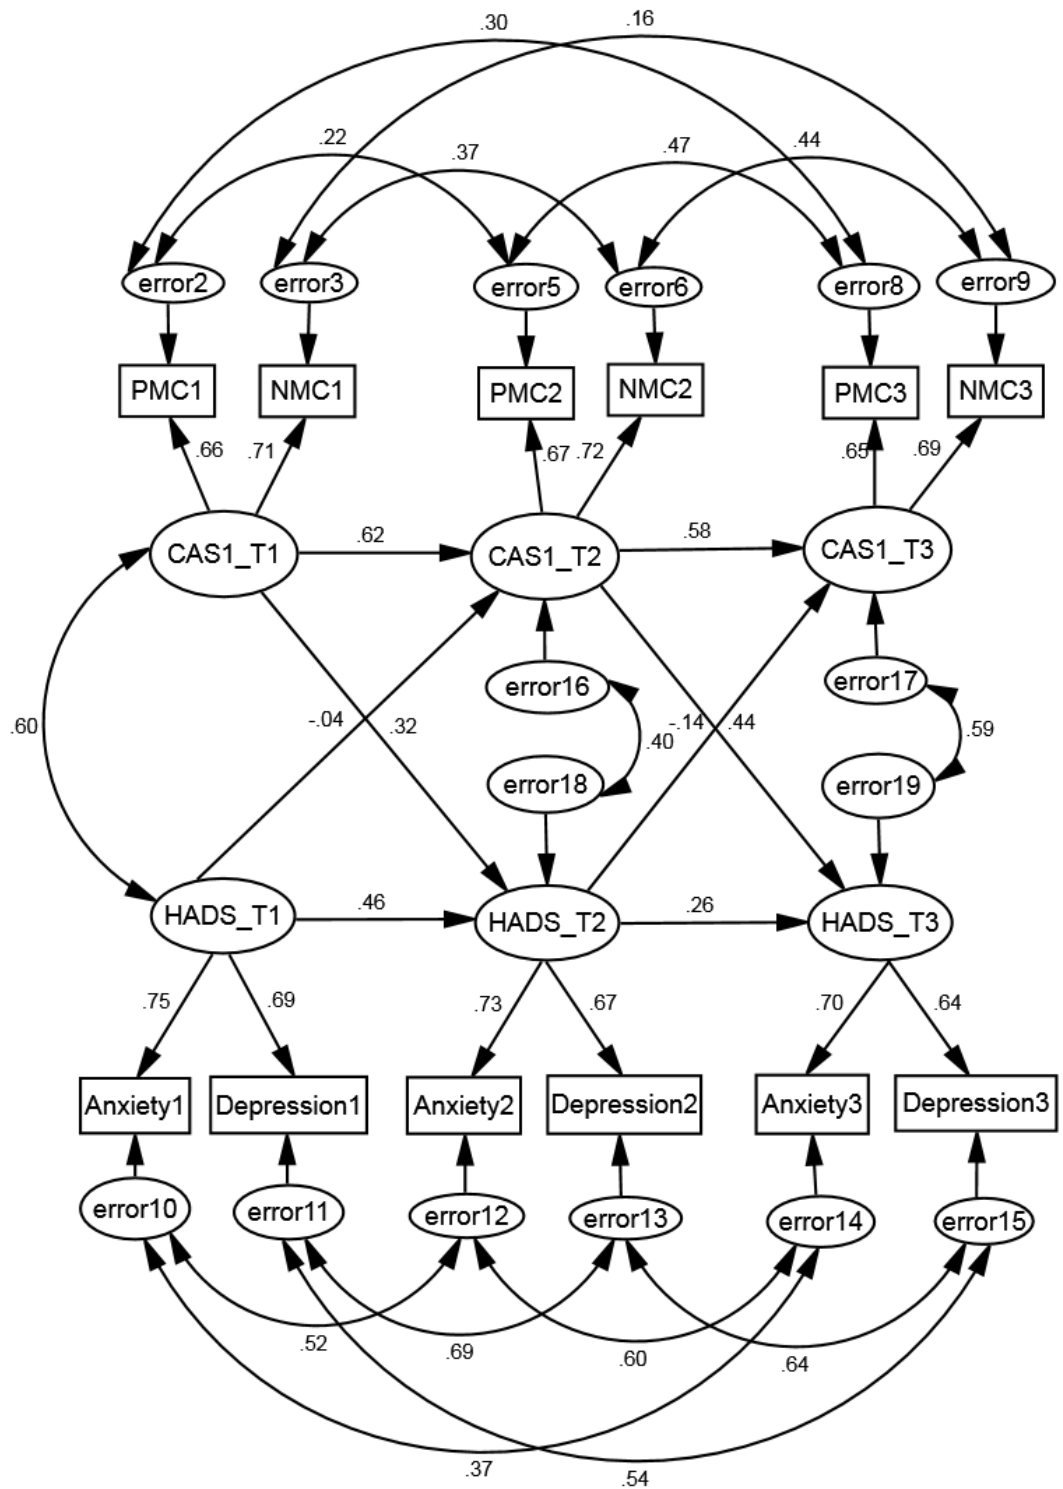 .30 .16
.22 .37 .47 .44
error2 error3 error5 error6 error8 error9
PMC1 NMC1 PMC2 NMC2 PMC3 NMC3
.66 .71 .67 .72 .65 .69
CAS1_T1 .62 CAS1_T2 .58 CAS1_T3
error16 error17
.60 -.04 .32 .40 -.14 .44 .59
error18 error19
HADS_T1 .46 HADS_T2 .26 HADS_T3
.75 .69 .73 .67 .70 .64
Anxiety1 Depression1 Anxiety2 Depression2 Anxiety3 Depression3
error10 error11 error12 error13 error14 error15
.52 .69 .60 .64
.37 .54